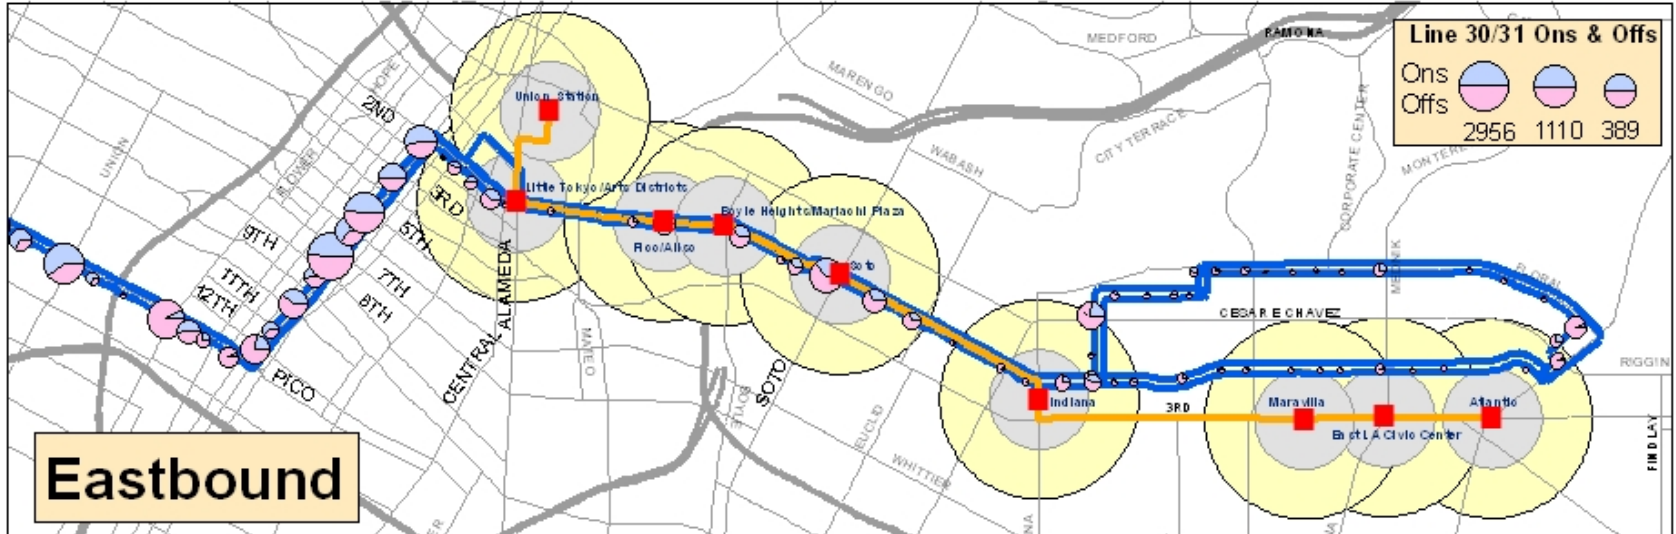 Line 30/31 Ons & Offs
Ons
Offs
2956 1110 389
RAMONA
MEDFORD
MARENGO
HOPE
2ND
UNION
FLOWER
WABASH
CITY TERRACE
CORPORATE CENTER
Union Station
Little Tokyo/Arts Districts
3RD
Boyle Heights/Mariachi Plaza
Pico/Aliso
Soto
9TH
5TH
11TH
7TH
12TH
8TH
ALAMEDA
CENTRAL
MEDNIK
FLORAL
CESAR E CHAVEZ
MATEO
SOTO
BOYLE
PICO
RIGGIN
Indiana
3RD
Maravilla
East LA Civic Center
Atlantic
EUCLID
WHITTIER
FINDLAY
Eastbound